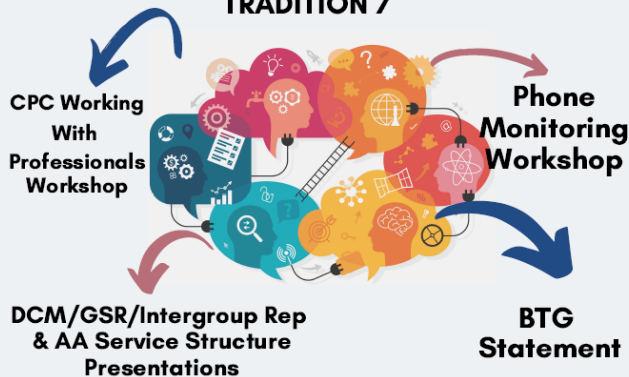 TRADITION 7
CPC Working
With
Professionals
Workshop
Phone
Monitoring
Workshop
DCM/GSR/Intergroup Rep
& AA Service Structure
Presentations
BTG
Statement